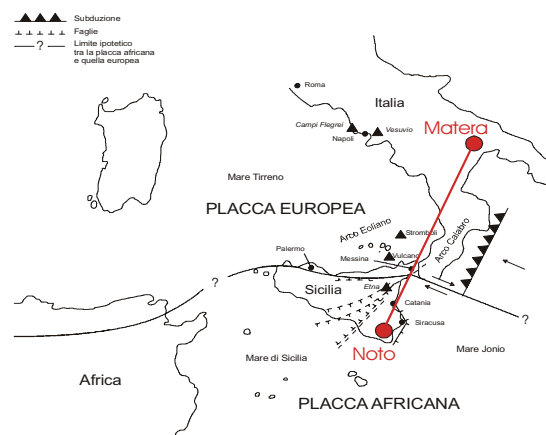 Subduzione
Faglie
?
Limite ipotetico
tra la placca africana
e quella europea
Roma
Italia
Campi Flegrei
Vesuvio
Napoli
Matera
Mare Tirreno
PLACCA EUROPEA
Arco Eoliano
Stromboli
Arco Calabro
Palermo
Messina
Vulcano
?
Sicilia
Etna
Catania
Siracusa
?
Noto
Mare Jonio
Mare di Sicilia
Africa
PLACCA AFRICANA